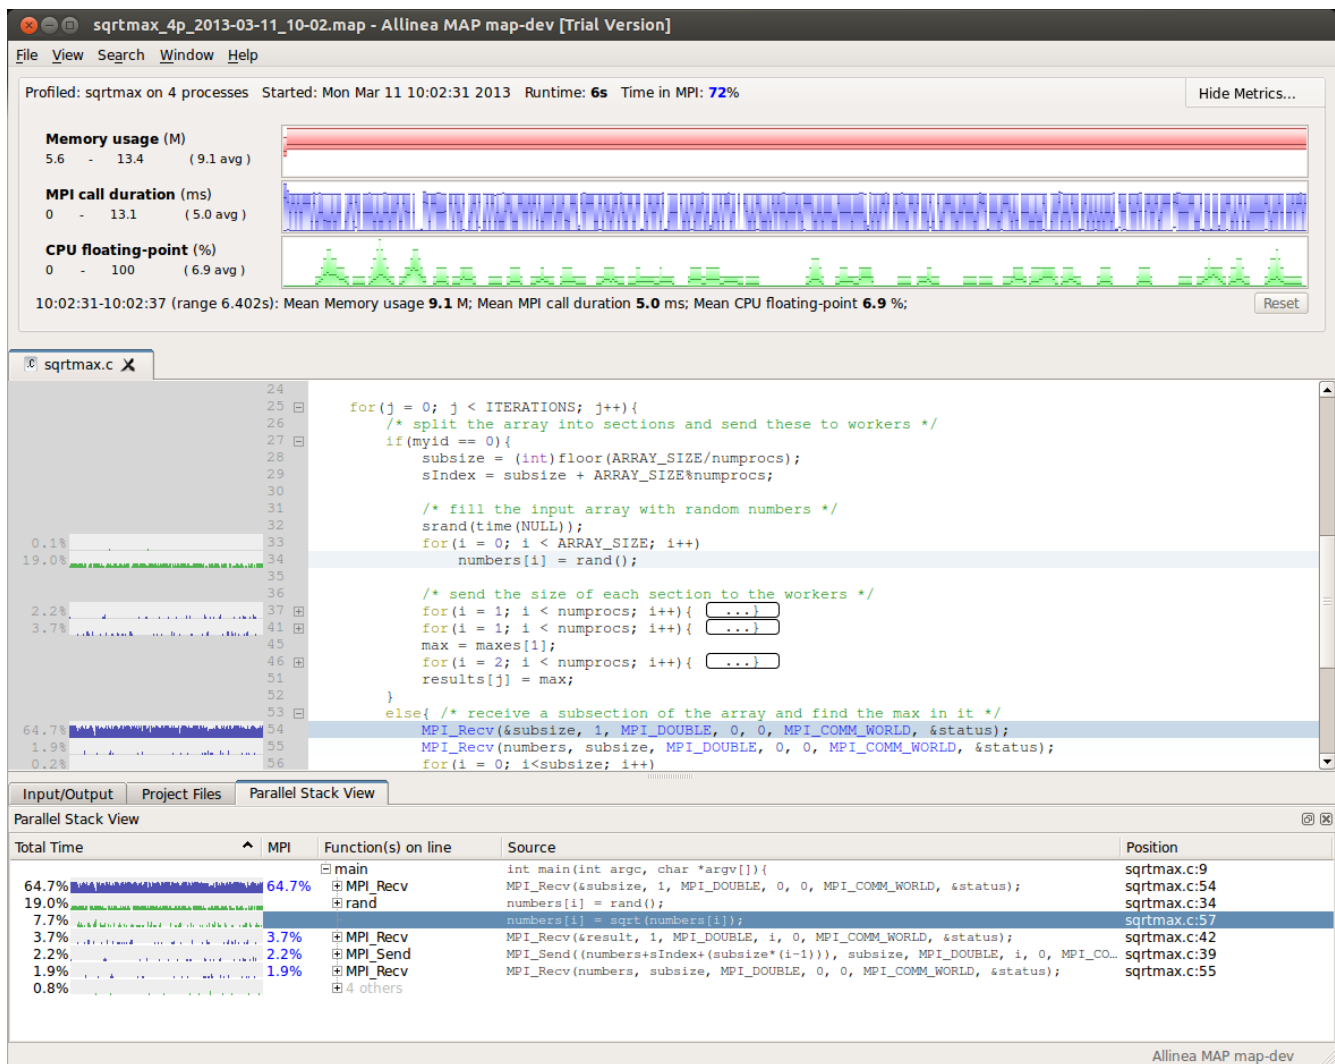 sqrtmax_4p_2013-03-11_10-02.map - Allinea MAP map-dev [Trial Version]
File View Search Window Help
Profiled: sqrtmax on 4 processes Started: Mon Mar 11 10:02:31 2013 Runtime: 6s Time in MPI: 72%
Hide Metrics...
Memory usage (M)
5.6 - 13.4 ( 9.1 avg )
MPI call duration (ms)
0 - 13.1 ( 5.0 avg )
CPU floating-point (%)
0 - 100 ( 6.9 avg )
10:02:31-10:02:37 (range 6.402s): Mean Memory usage 9.1 M; Mean MPI call duration 5.0 ms; Mean CPU floating-point 6.9 %;
Reset
sqrtmax.c
24
25 for(j = 0; j < ITERATIONS; j++){
26 /* split the array into sections and send these to workers */
27 if(myid == 0){
28 subsize = (int)floor(ARRAY_SIZE/numprocs);
29 sIndex = subsize + ARRAY_SIZE%numprocs;
30
31 /* fill the input array with random numbers */
32 srand(time(NULL));
0.1% 33 for(i = 0; i < ARRAY_SIZE; i++)
19.0% 34 numbers[i] = rand();
35
36 /* send the size of each section to the workers */
2.2% 37 for(i = 1; i < numprocs; i++){ ...}
3.7% 41 for(i = 1; i < numprocs; i++){ ...}
45 max = maxes[1];
46 for(i = 2; i < numprocs; i++){ ...}
51 results[j] = max;
52 }
53 else{ /* receive a subsection of the array and find the max in it */
64.7% 54 MPI_Recv(&subsize, 1, MPI_DOUBLE, 0, 0, MPI_COMM_WORLD, &status);
1.9% 55 MPI_Recv(numbers, subsize, MPI_DOUBLE, 0, 0, MPI_COMM_WORLD, &status);
0.2% 56 for(i = 0; i<subsize; i++)
Input/Output Project Files Parallel Stack View
Parallel Stack View
Total Time MPI Function(s) on line Source Position
main int main(int argc, char *argv[]){ sqrtmax.c:9
64.7% 64.7% MPI_Recv MPI_Recv(&subsize, 1, MPI_DOUBLE, 0, 0, MPI_COMM_WORLD, &status); sqrtmax.c:54
19.0% rand numbers[i] = rand(); sqrtmax.c:34
7.7% numbers[i] = sqrt(numbers[i]); sqrtmax.c:57
3.7% 3.7% MPI_Recv MPI_Recv(&result, 1, MPI_DOUBLE, i, 0, MPI_COMM_WORLD, &status); sqrtmax.c:42
2.2% 2.2% MPI_Send MPI_Send((numbers+sIndex+(subsize*(i-1))), subsize, MPI_DOUBLE, i, 0, MPI_CO... sqrtmax.c:39
1.9% 1.9% MPI_Recv MPI_Recv(numbers, subsize, MPI_DOUBLE, 0, 0, MPI_COMM_WORLD, &status); sqrtmax.c:55
0.8% 4 others
Allinea MAP map-dev